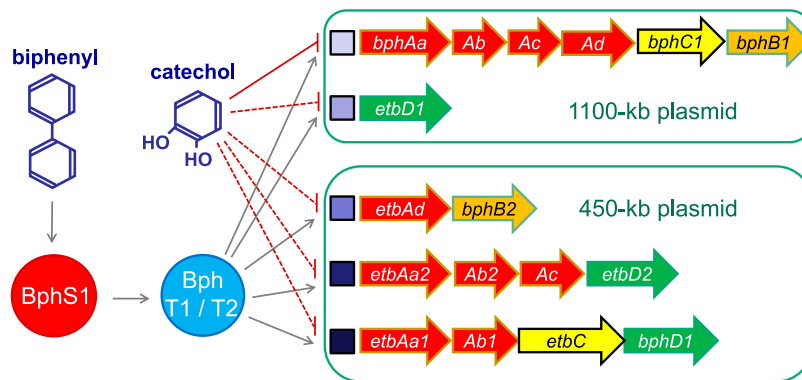 biphenyl
catechol
HO
HO
BphS1
Bph
T1 / T2
bphAa Ab Ac Ad bphC1 bphB1
etbD1
1100-kb plasmid
etbAd bphB2
450-kb plasmid
etbAa2 Ab2 Ac etbD2
etbAa1 Ab1 etbC bphD1